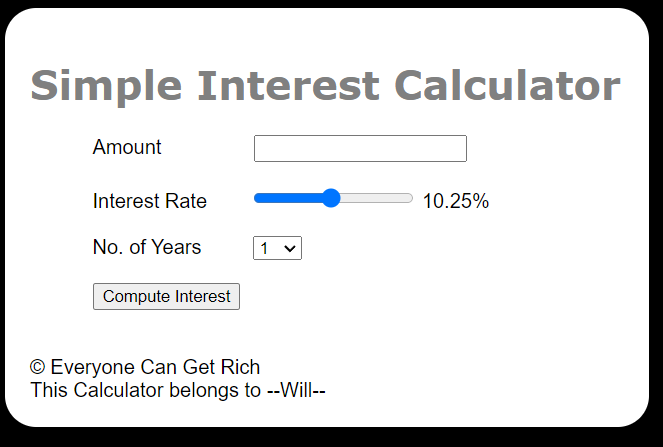 Simple Interest Calculator
Amount
Interest Rate 10.25%
No. of Years 1
Compute Interest
© Everyone Can Get Rich
This Calculator belongs to --Will--